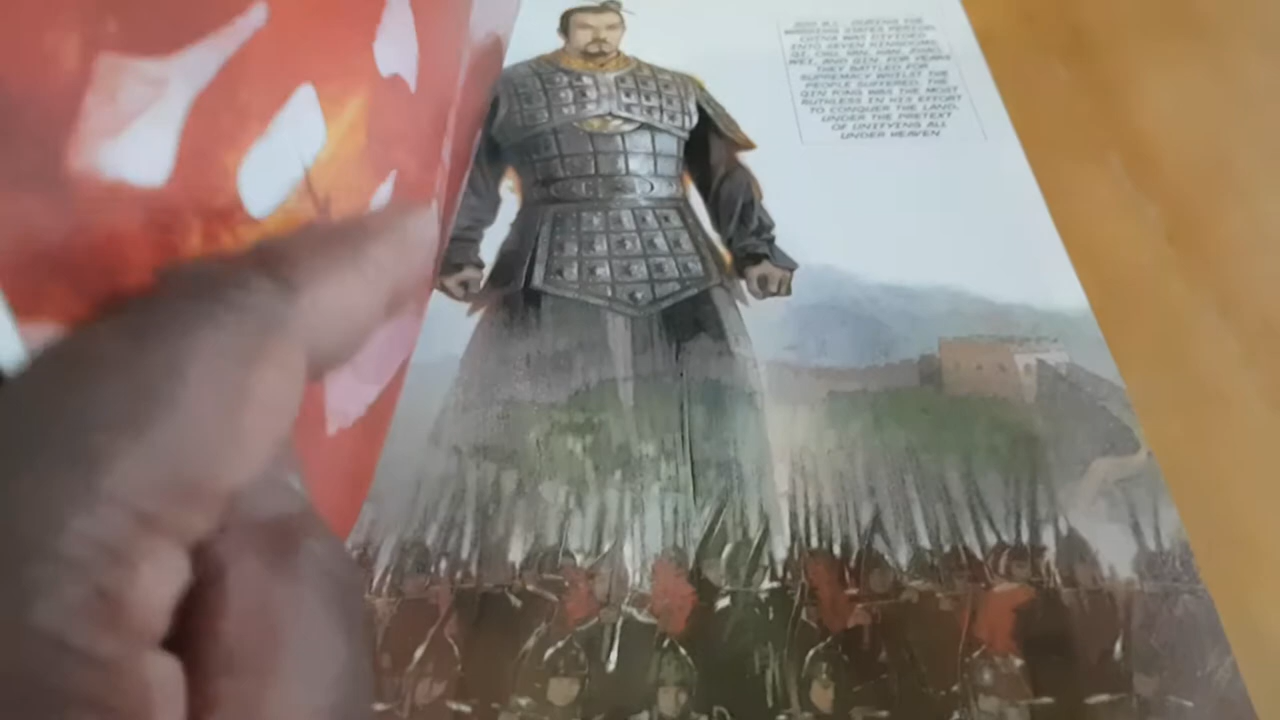 DURING THE
WARRING STATES PERIOD,
CHINA WAS DIVIDED
INTO SEVEN KINGDOMS:
QI, CHU, YAN, HAN, ZHAO,
WEI, AND QIN. FOR YEARS
THEY BATTLED FOR
SUPREMACY WHILST THE
PEOPLE SUFFERED. THE
QIN KING WAS THE MOST
RUTHLESS IN HIS EFFORT
TO CONQUER THE LAND,
UNDER THE PRETEXT
OF UNIFYING ALL
UNDER HEAVEN